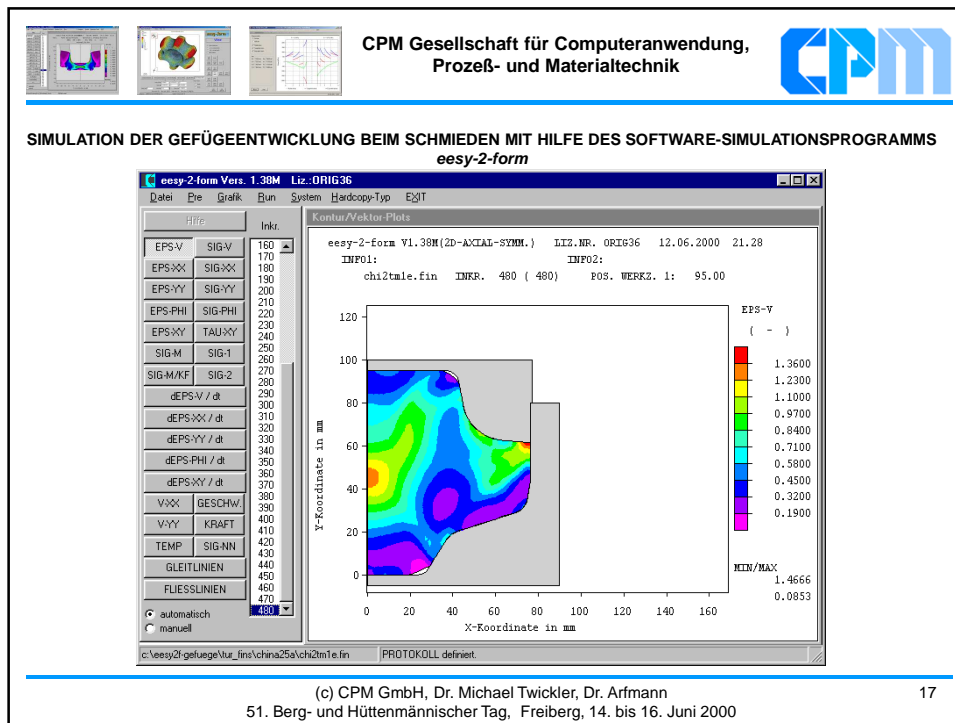 CPM Gesellschaft für Computeranwendung,
Prozeß- und Materialtechnik
CPM
SIMULATION DER GEFÜGEENTWICKLUNG BEIM SCHMIEDEN MIT HILFE DES SOFTWARE-SIMULATIONSPROGRAMMS
eesy-2-form
eesy-2-form Vers. 1.38M Liz.:ORIG36
Datei Pre Grafik Run System Hardcopy-Typ EXIT
Hilfe
Inkr.
EPS-V SIG-V
EPS-XX SIG-XX
EPS-YY SIG-YY
EPS-PHI SIG-PHI
EPS-XY TAU-XY
SIG-M SIG-1
SIG-M/KF SIG-2
dEPS-V / dt
dEPS-XX / dt
dEPS-YY / dt
dEPS-PHI / dt
dEPS-XY / dt
V-XX GESCHW.
V-YY KRAFT
TEMP SIG-NN
GLEITLINIEN
FLIESSLINIEN
automatisch
manuell
160
170
180
190
200
210
220
230
240
250
260
270
280
290
300
310
320
330
340
350
360
370
380
390
400
410
420
430
440
450
460
470
480
Kontur/Vektor-Plots
eesy-2-form V1.38M(2D-AXIAL-SYMM.) LIZ.NR. ORIG36 12.06.2000 21.28
INFO1: INFO2:
chi2tm1e.fin INKR. 480 ( 480) POS. WERKZ. 1: 95.00
120
100
80
60
40
20
0
Y-Koordinate in mm
0 20 40 60 80 100 120 140 160
X-Koordinate in mm
EPS-V
( - )
1.3600
1.2300
1.1000
0.9700
0.8400
0.7100
0.5800
0.4500
0.3200
0.1900
MIN/MAX
1.4666
0.0853
c:\eesy2f-gefuege\tur_fins\china25a\chi2tm1e.fin PROTOKOLL definiert.
(c) CPM GmbH, Dr. Michael Twickler, Dr. Arfmann
17
51. Berg- und Hüttenmännischer Tag, Freiberg, 14. bis 16. Juni 2000